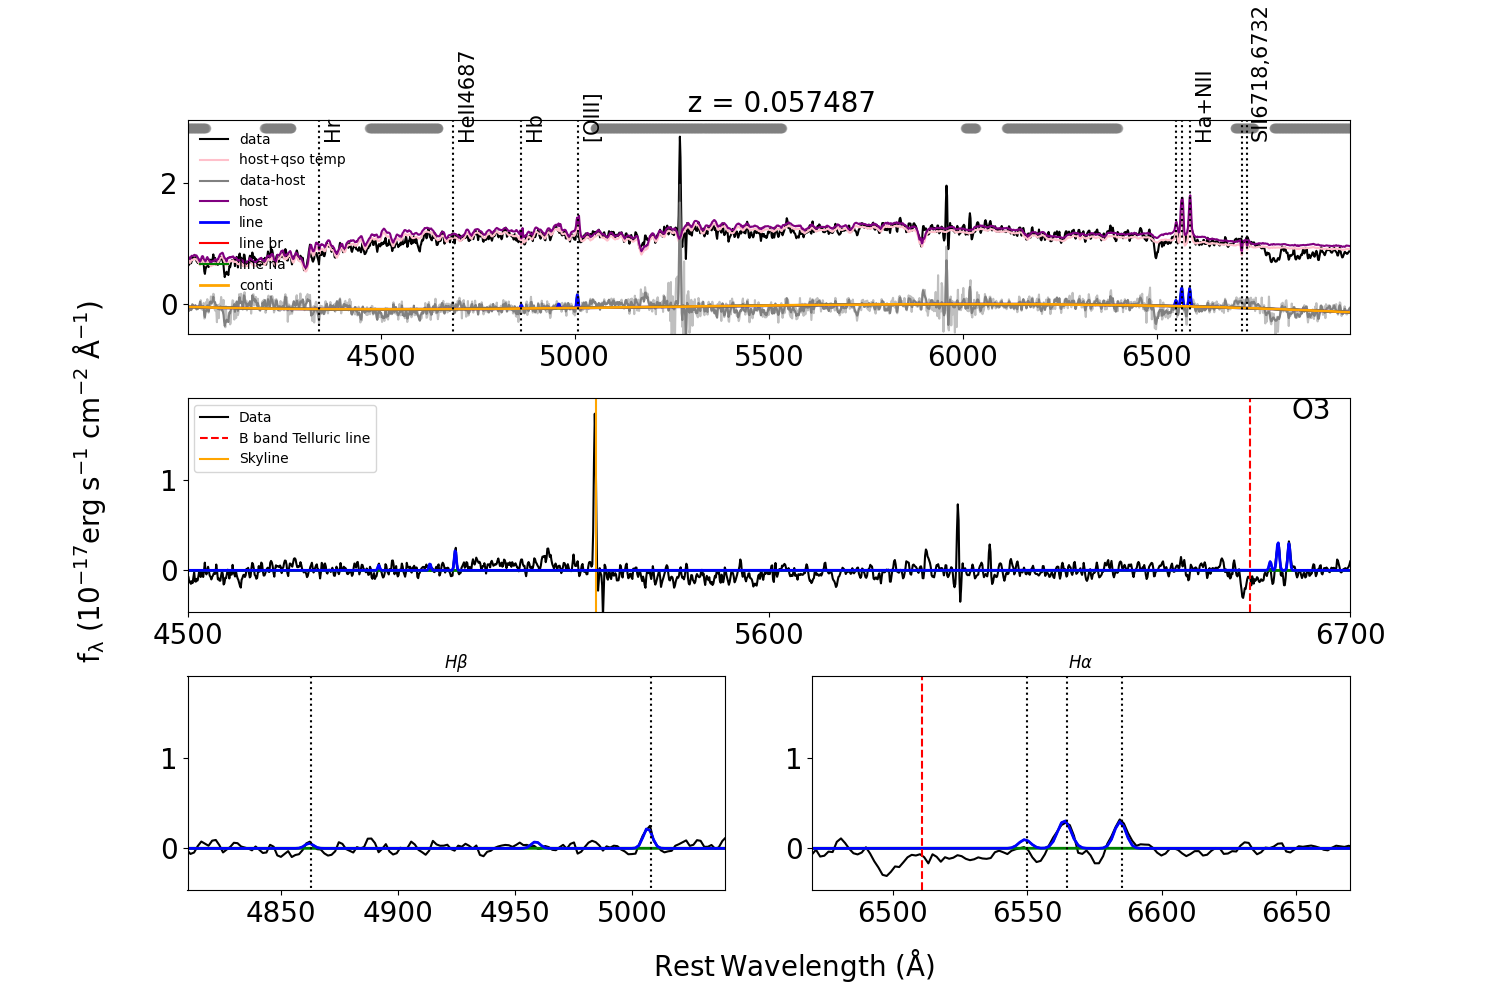 z = 0.057487
Hr
HeII4687
Hb
[OIII]
Ha+NII
SII6718,6732
data
host+qso temp
data-host
host
line
line br
line na
conti
2
0
4500 5000 5500 6000 6500
f_λ (10^−17 erg s^−1 cm^−2 Å^−1)
O3
Data
B band Telluric line
Skyline
1
0
4500 5600 6700
Hβ
1
0
4850 4900 4950 5000
Hα
1
0
6500 6550 6600 6650
Rest Wavelength (Å)